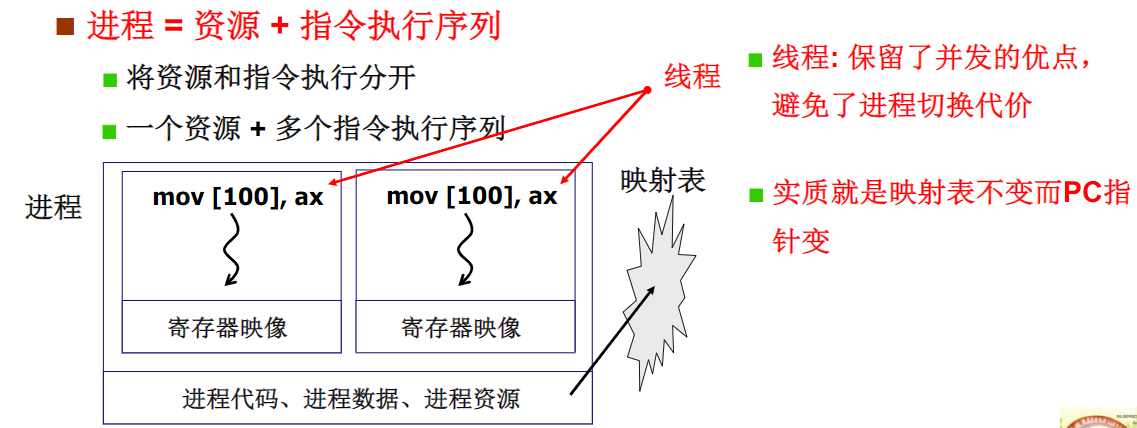 进程 = 资源 + 指令执行序列
将资源和指令执行分开
一个资源 + 多个指令执行序列
线程
线程: 保留了并发的优点，
避免了进程切换代价
实质就是映射表不变而PC指
针变
进程
mov [100], ax
mov [100], ax
映射表
寄存器映像
寄存器映像
进程代码、进程数据、进程资源